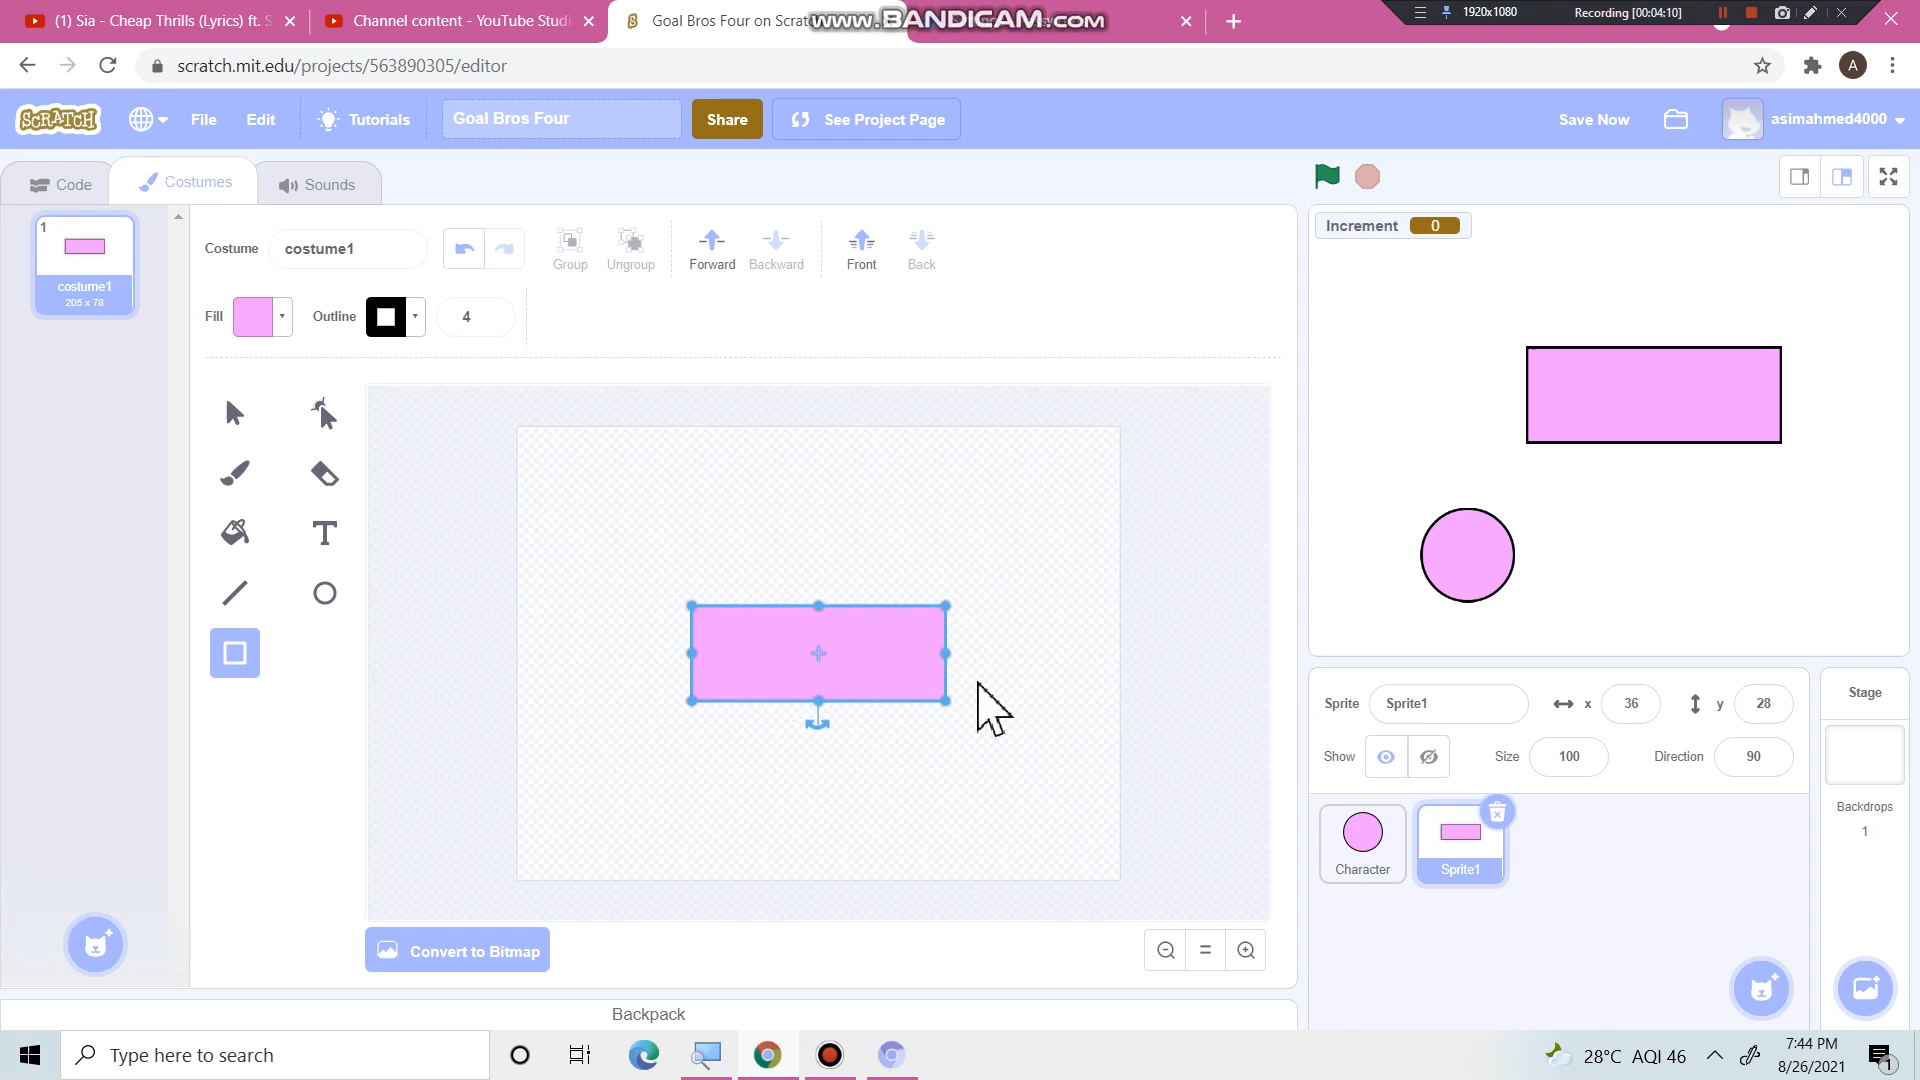 (1) Sia - Cheap Thrills (Lyrics) ft. S
Channel content - YouTube Studi
Goal Bros Four on Scratc
www.BANDICAM.com
1920x1080
Recording [00:04:10]
scratch.mit.edu/projects/563890305/editor
A
SCRATCH
File
Edit
Tutorials
Goal Bros Four
Share
See Project Page
Save Now
asimahmed4000
Code
Costumes
Sounds
1
costume1
205 x 78
Costume
costume1
Group
Ungroup
Forward
Backward
Front
Back
Fill
Outline
4
Convert to Bitmap
Backpack
Increment 0
Sprite
Sprite1
x
36
y
28
Show
Size
100
Direction
90
Character
Sprite1
Stage
Backdrops
1
Type here to search
28°C AQI 46
7:44 PM
8/26/2021
1